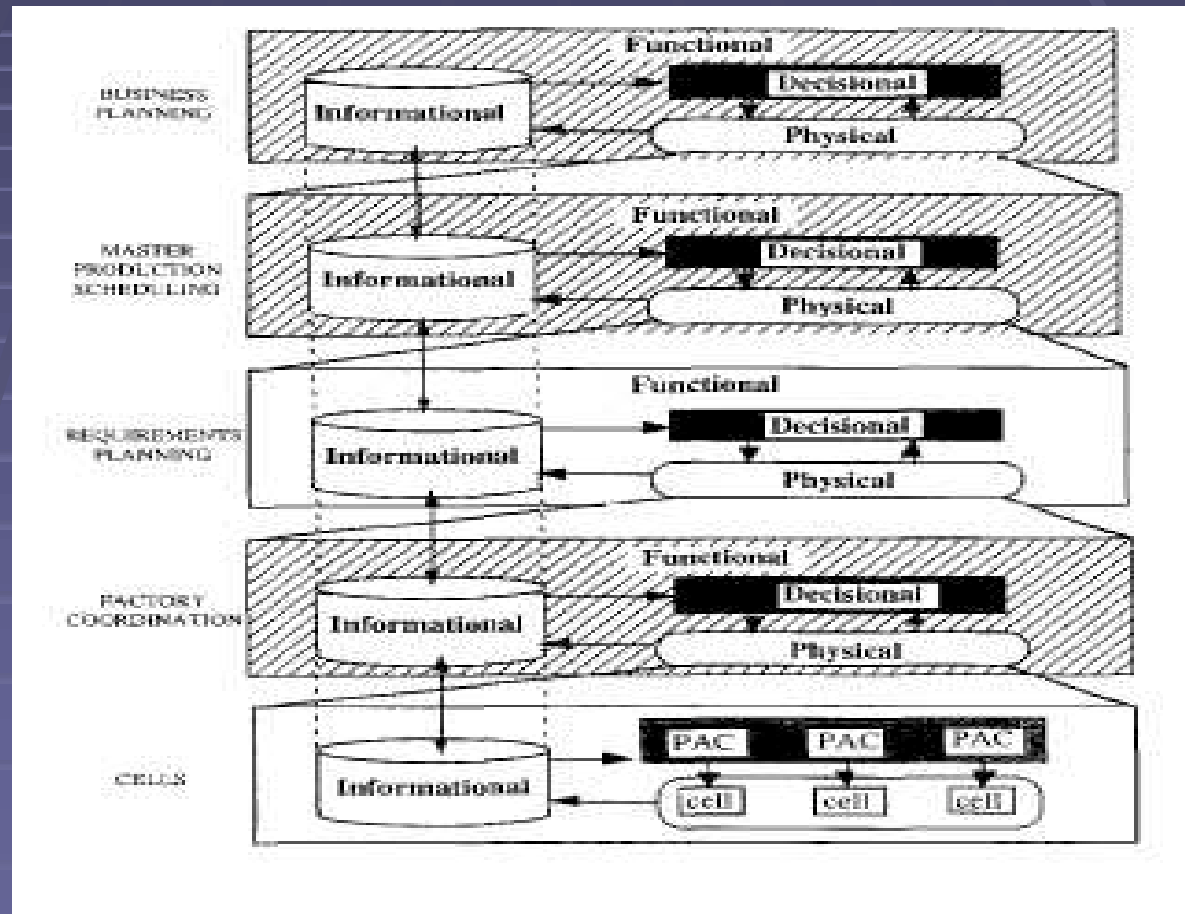 Functional
BUSINESS
PLANNING
Informational
Decisional
Physical
Functional
MASTER
PRODUCTION
SCHEDULING
Informational
Decisional
Physical
Functional
REQUIREMENTS
PLANNING
Informational
Decisional
Physical
Functional
FACTORY
COORDINATION
Informational
Decisional
Physical
CELLS
Informational
PAC PAC PAC
cell cell cell